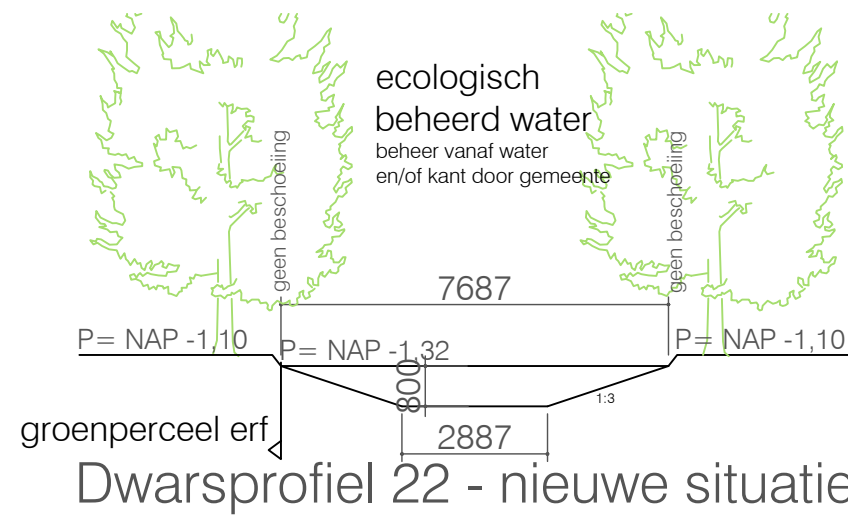 ecologisch
beheerd water
beheer vanaf water
en/of kant door gemeente
geen beschoeiing
geen beschoeiing
7687
P= NAP -1,10
P= NAP -1,32
P= NAP -1,10
800
1:3
groenperceel erf
2887
Dwarsprofiel 22 - nieuwe situatie